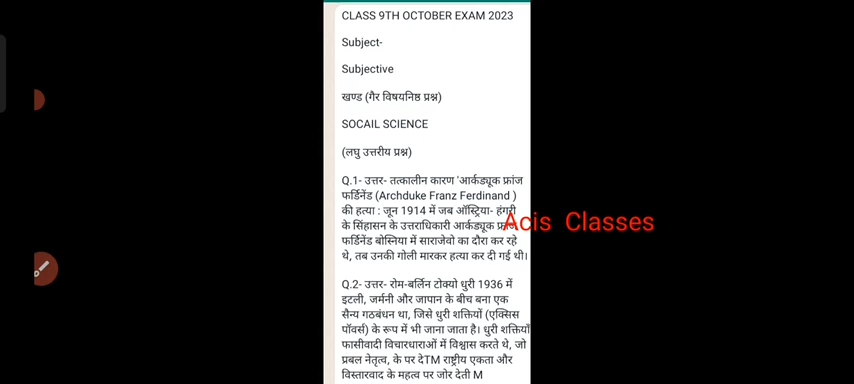 CLASS 9TH OCTOBER EXAM 2023
Subject-
Subjective
खण्ड (गैर विषयनिष्ठ प्रश्न)
SOCAIL SCIENCE
(लघु उत्तरीय प्रश्न)
Q.1- उत्तर- तत्कालीन कारण 'आर्कड्यूक फ्रांज
फर्डिनेंड (Archduke Franz Ferdinand )
की हत्या : जून 1914 में जब ऑस्ट्रिया- हंगरी
के सिंहासन के उत्तराधिकारी आर्कड्यूक फ्रांज
फर्डिनेंड बोस्निया में साराजेवो का दौरा कर रहे
थे, तब उनकी गोली मारकर हत्या कर दी गई थी।
Acis Classes
Q.2- उत्तर- रोम-बर्लिन टोक्यो धुरी 1936 में
इटली, जर्मनी और जापान के बीच बना एक
सैन्य गठबंधन था, जिसे धुरी शक्तियों (एक्सिस
पॉवर्स) के रूप में भी जाना जाता है। धुरी शक्तियाँ
फासीवादी विचारधाराओं में विश्वास करते थे, जो
प्रबल नेतृत्व, के पर देTM राष्ट्रीय एकता और
विस्तारवाद के महत्व पर जोर देती M